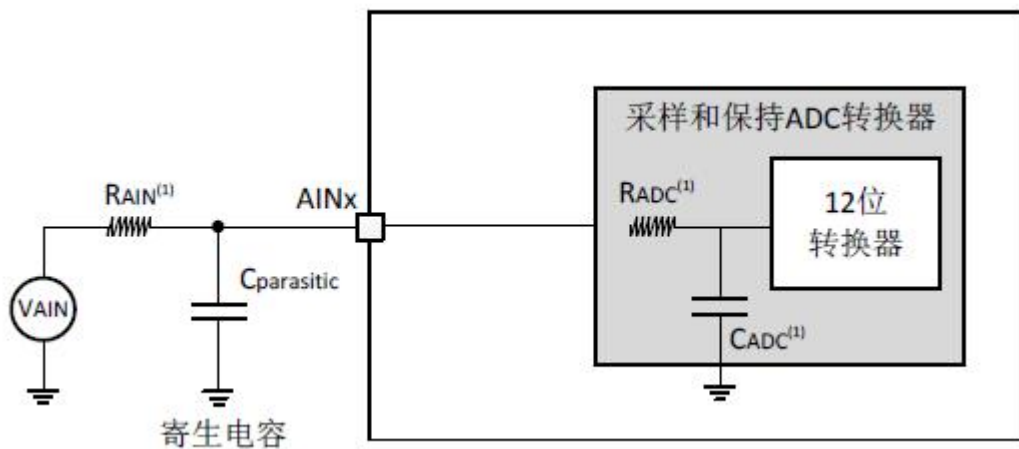 采样和保持ADC转换器
RAIN(1)
AINx
RADC(1)
12位
转换器
VAIN
Cparasitic
CADC(1)
寄生电容